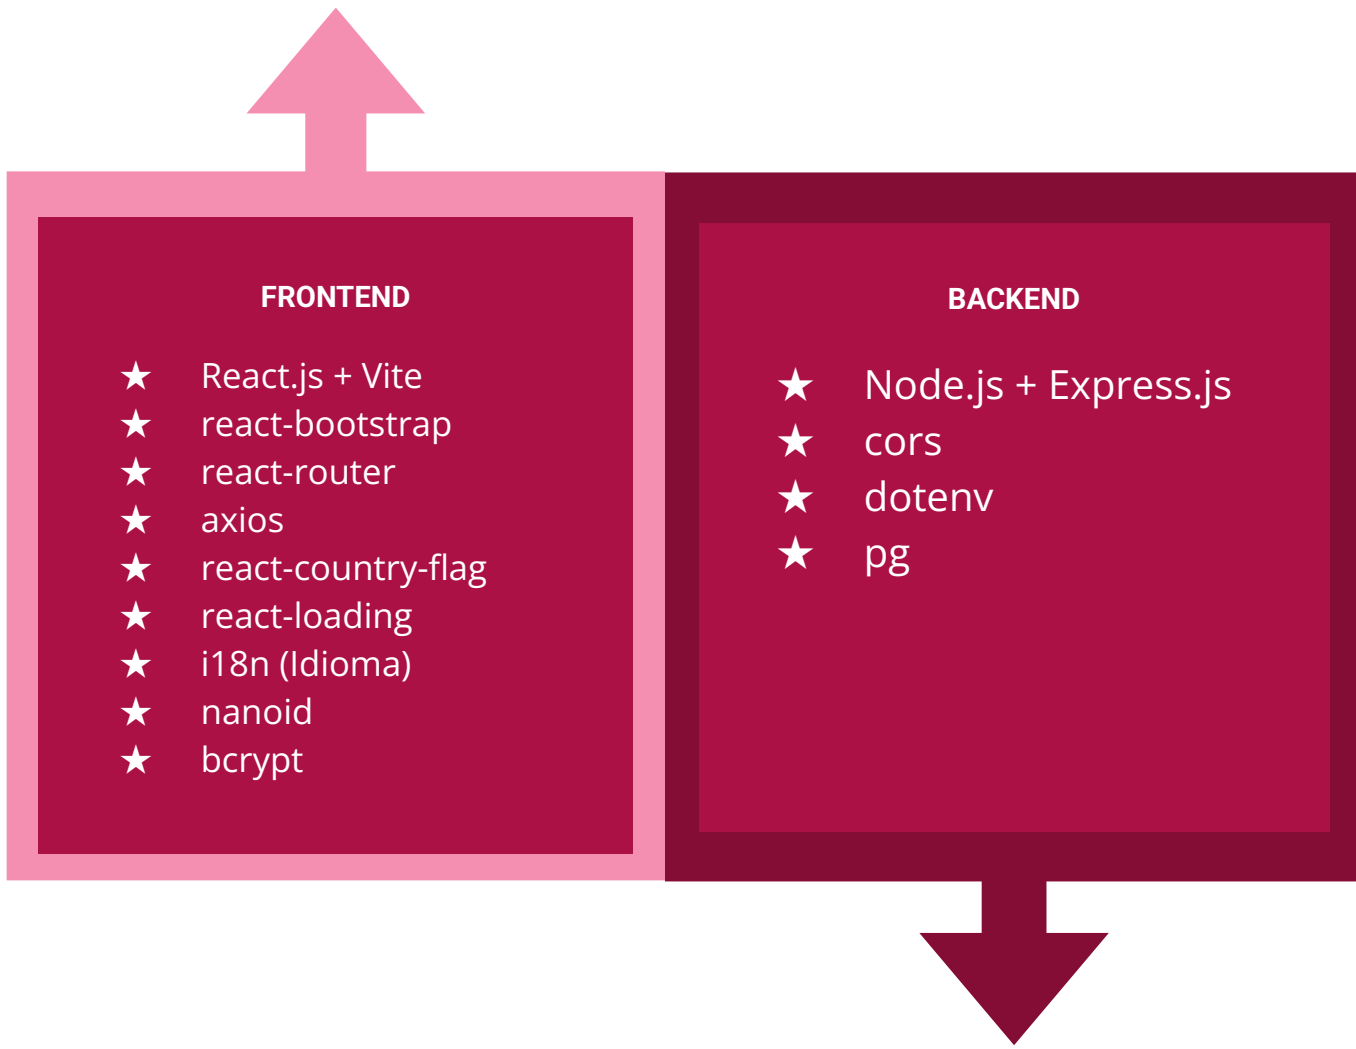 FRONTEND
★ React.js + Vite
★ react-bootstrap
★ react-router
★ axios
★ react-country-flag
★ react-loading
★ i18n (Idioma)
★ nanoid
★ bcrypt
BACKEND
★ Node.js + Express.js
★ cors
★ dotenv
★ pg